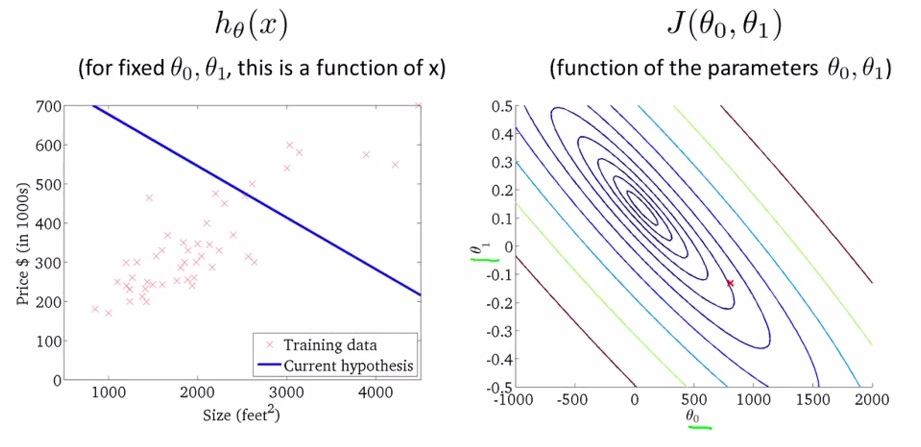 hθ(x)
(for fixed θ0, θ1, this is a function of x)
700
600
500
400
300
200
100
0
Price $ (in 1000s)
1000 2000 3000 4000
Size (feet²)
Training data
Current hypothesis
J(θ0, θ1)
(function of the parameters θ0, θ1)
0.5
0.4
0.3
0.2
0.1
0
-0.1
-0.2
-0.3
-0.4
-0.5
θ1
-1000 -500 0 500 1000 1500 2000
θ0